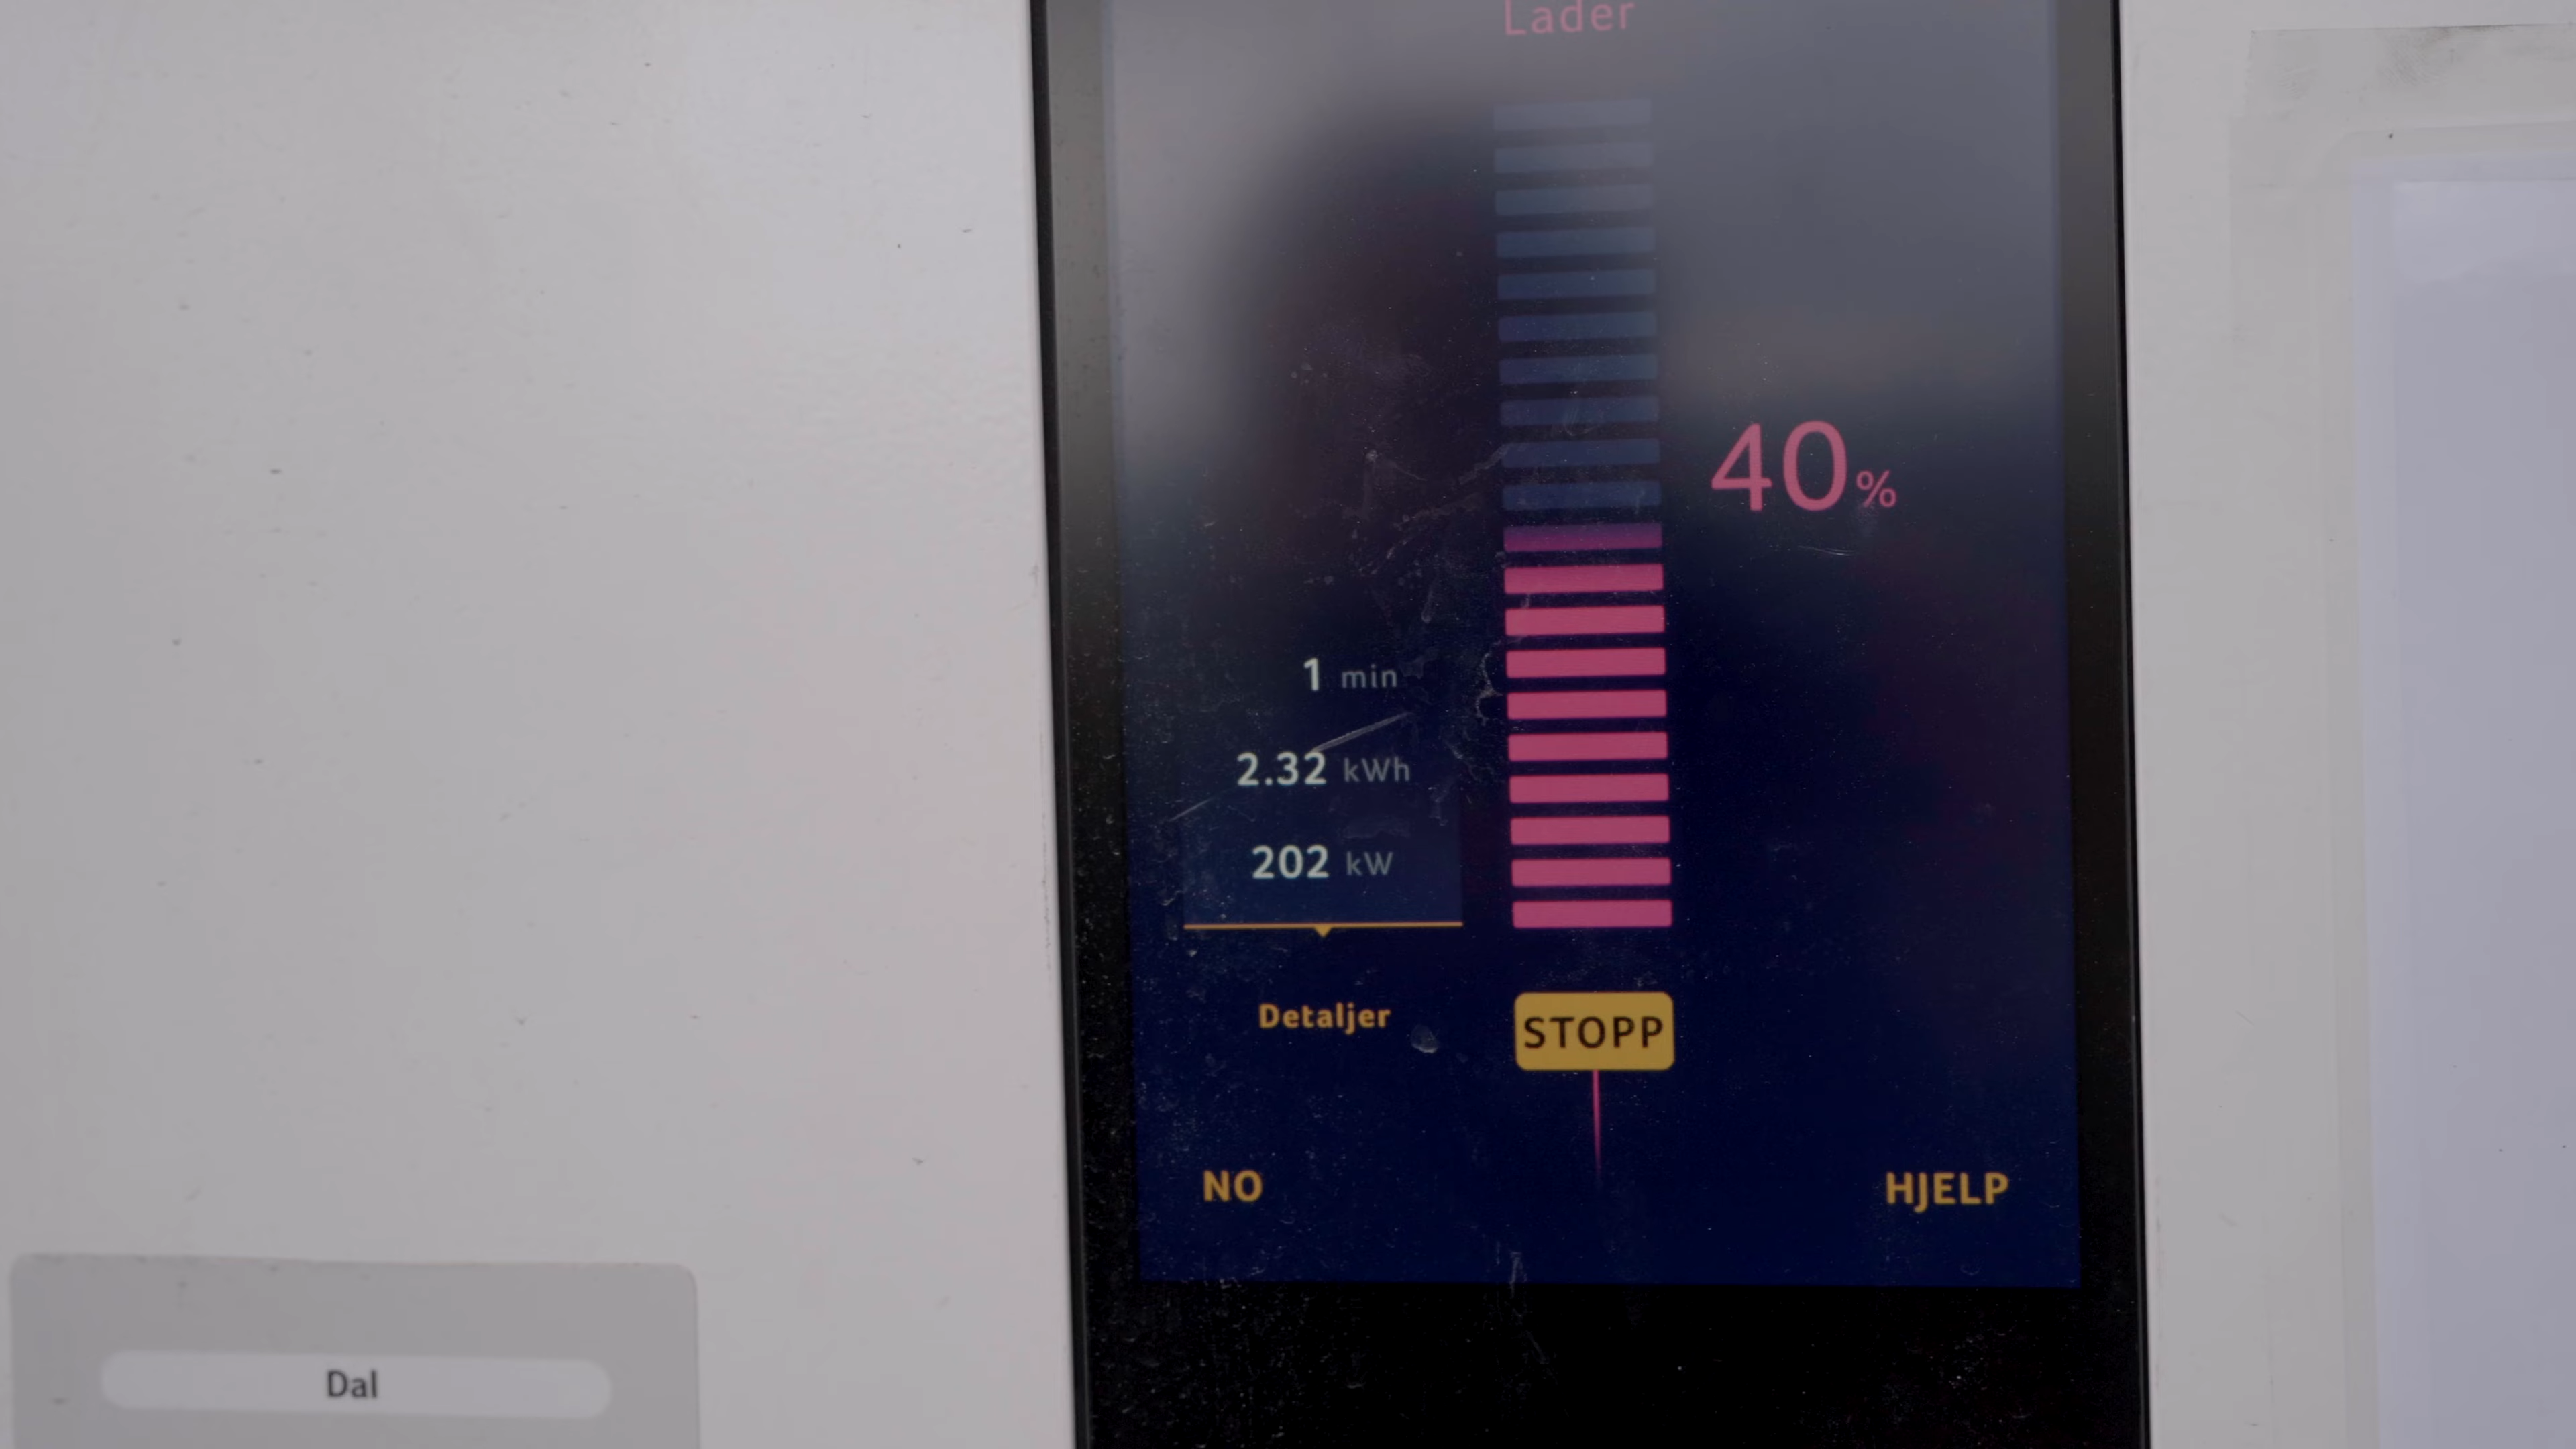 Lader
40%
1 min
2.32 kWh
202 kW
Detaljer
STOPP
NO
HJELP
Dal